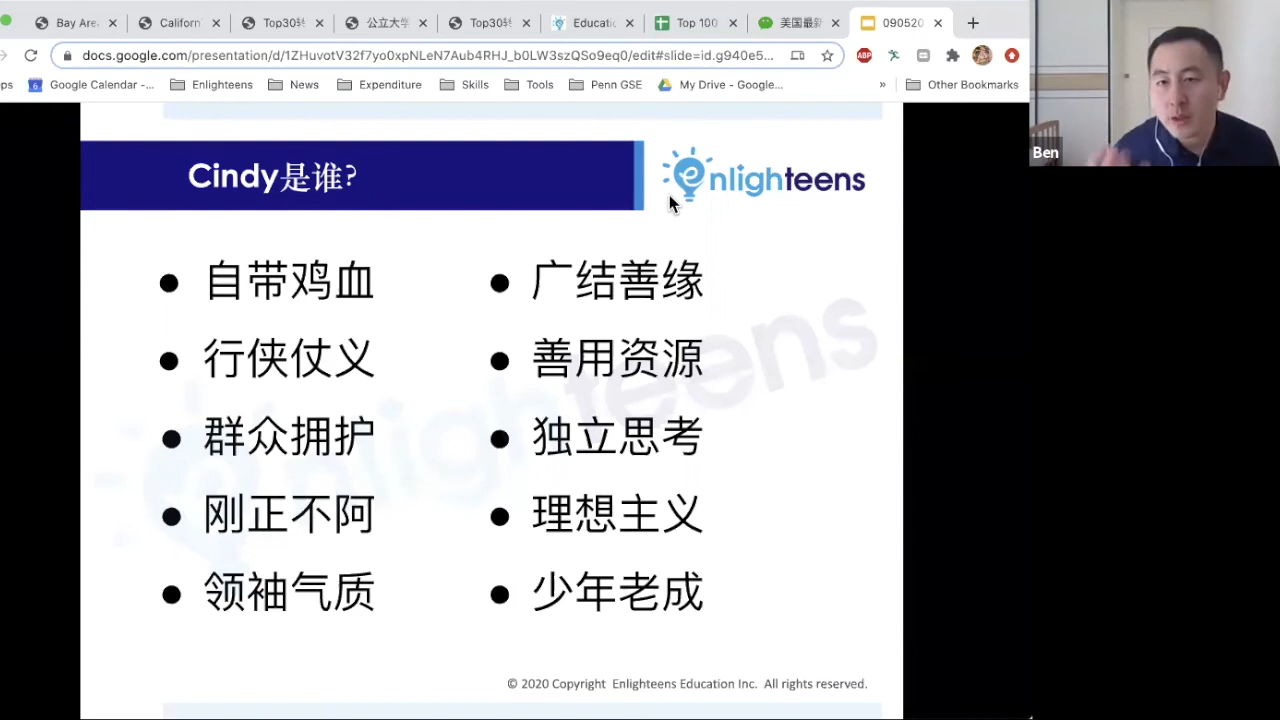 Bay Are
Californ
Top30
公立大学
Top30
Educati
Top 100
美国最新
090520
docs.google.com/presentation/d/1ZHuvotV32f7yo0xpNLeN7Aub4RHJ_b0LW3szQSo9eq0/edit#slide=id.g940e5...
ABP
ps
6
Google Calendar -...
Enlighteens
News
Expenditure
Skills
Tools
Penn GSE
My Drive - Google...
»
Other Bookmarks
Ben
Cindy是谁?
enlighteens
自带鸡血
广结善缘
行侠仗义
善用资源
群众拥护
独立思考
刚正不阿
理想主义
领袖气质
少年老成
enlighteens
© 2020 Copyright Enlighteens Education Inc. All rights reserved.